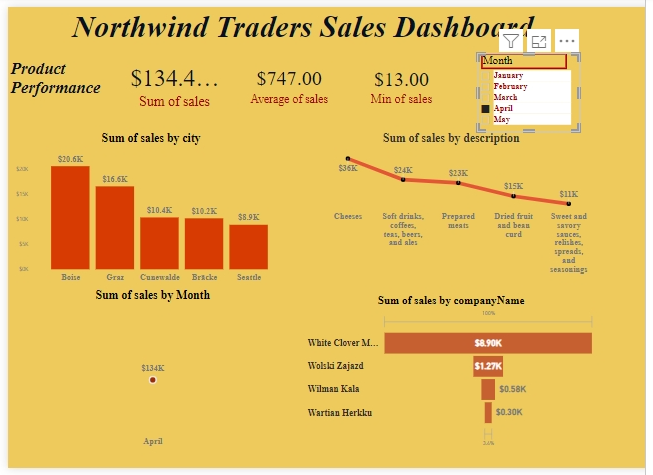 Northwind Traders Sales Dashboard
Product
Performance
$134.4...
Sum of sales
$747.00
Average of sales
$13.00
Min of sales
Month
January
February
March
April
May
Sum of sales by city
$20K
$15K
$10K
$5K
$0K
$20.6K
$16.6K
$10.4K
$10.2K
$8.9K
Boise
Graz
Cunewalde
Bräcke
Seattle
Sum of sales by description
$36K
$24K
$23K
$15K
$11K
Cheeses
Soft drinks,
coffees,
teas, beers,
and ales
Prepared
meats
Dried fruit
and bean
curd
Sweet and
savory
sauces,
relishes,
spreads,
and
seasonings
Sum of sales by Month
$134K
April
Sum of sales by companyName
100%
White Clover M...
$8.90K
Wolski Zajazd
$1.27K
Wilman Kala
$0.58K
Wartian Herkku
$0.30K
3.4%